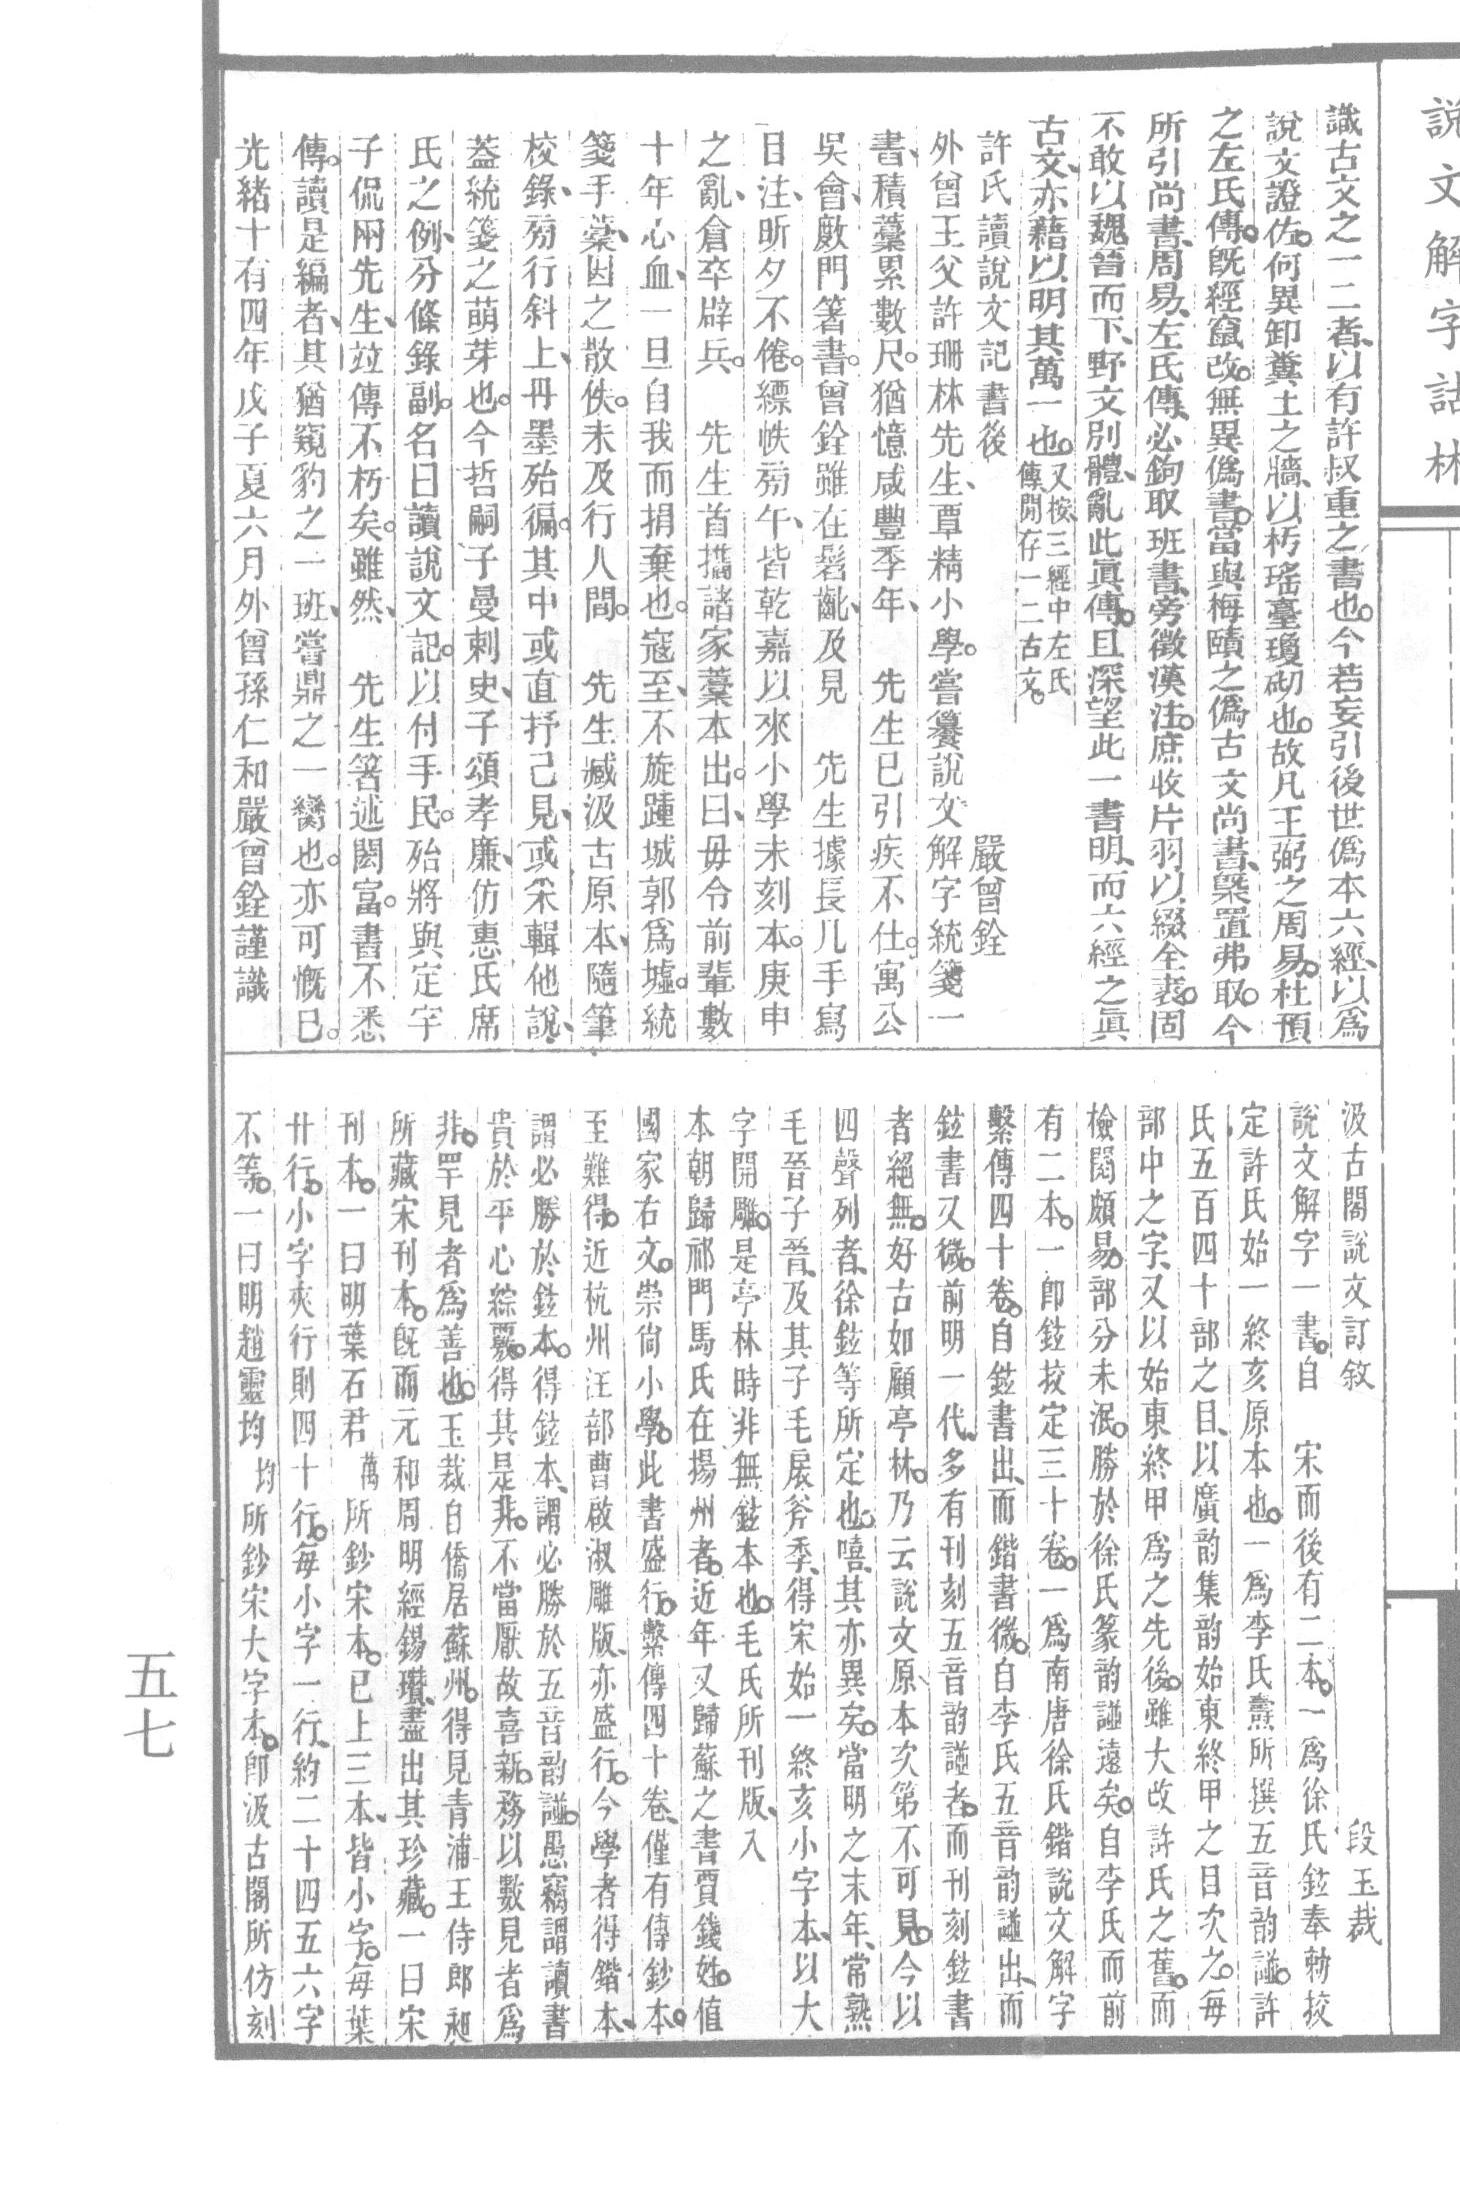 說文解字詁林
識古文之一二者、以有許叔重之書也。今若妄引後世僞本六經、以爲
說文證佐。何異卸糞土之牆、以朽瑤臺瓊砌也。故凡王弼之周易。杜預
之左氏傳。既經竄改。無異僞書。當與梅賾之僞古文尚書、槩置弗取。今
所引尚書、周易、左氏傳、必鉤取班書、旁徵漢注。庶收片羽、以綴全裘。固
不敢以魏晉而下、野文別體、亂此眞傳。且深望此一書明、而六經之眞
古文、亦藉以明其萬一也。又按、三經中左氏傳閒存一二古文。
許氏讀說文記書後　嚴曾銓
外曾王父許珊林先生、覃精小學。嘗纂說文解字統箋一
書、積藁累數尺。猶憶咸豐季年、　先生已引疾不仕。寓公
吳會、敂門箸書。曾銓雖在髫齔、及見　先生據長几手寫
目注、昕夕不倦。縹帙㫄午、皆乾嘉以來小學未刻本。庚申
之亂、倉卒辟兵。　先生首攜諸家藁本出。曰、毋令前輩數
十年心血、一旦自我而捐棄也。寇至、不旋踵城郭爲墟。統
箋手藁、因之散佚。未及行人間。　先生臧汲古原本、隨筆
校錄、㫄行斜上、丹墨殆徧。其中或直抒己見、或采輯他說、
蓋統箋之萌芽也。今哲嗣子曼刺史、子頌孝廉、仿惠氏席
氏之例、分條錄副。名曰讀說文記。以付手民。殆將與定宇
子侃兩先生、竝傳不朽矣。雖然、　先生箸述閎富。書不悉
傳。讀是編者、其猶窺豹之一班、嘗鼎之一臠也。亦可慨已。
光緒十有四年戊子夏六月外曾孫仁和嚴曾銓謹識
汲古閣說文訂敘　段玉裁
說文解字一書。自　宋而後有二本。一爲徐氏鉉奉勑挍
定許氏始一終亥原本也。一爲李氏燾所撰五音韵譜。許
氏五百四十部之目、以廣韵集韵始東終甲之目次之。每
部中之字、又以始東終甲爲之先後。雖大改許氏之舊。而
檢閱頗易。部分未泯。勝於徐氏篆韵譜遠矣。自李氏而前
有二本。一卽鉉挍定三十卷。一爲南唐徐氏鍇說文解字
繫傳四十卷。自鉉書出、而鍇書微。自李氏五音韵譜出、而
鉉書又微。前明一代、多有刊刻五音韵譜者。而刊刻鉉書
者絕無。好古如顧亭林。乃云說文原本次第不可見。今以
四聲列者、徐鉉等所定也。嘻、其亦異矣。當明之末年、常熟
毛晉子晉、及其子毛扆斧季、得宋始一終亥小字本、以大
字開雕。是亭林時非無鉉本也。毛氏所刊版、入
本朝歸祁門馬氏在揚州者。近年又歸蘇之書賈錢姓。値
國家右文。崇尙小學。此書盛行。繫傳四十卷、僅有傳鈔本。
至難得。近杭州汪部曹啟淑雕版、亦盛行。今學者得鍇本、
謂必勝於鉉本。得鉉本、謂必勝於五音韵譜。愚竊謂讀書
貴於平心綜覈。得其是非。不當厭故喜新。務以數見者爲
非。罕見者爲善也。玉裁自僑居蘇州。得見靑浦王侍郎昶
所藏宋刊本。旣而元和周明經錫瓚、盡出其珍藏。一曰宋
刊本。一曰明葉石君萬所鈔宋本。已上三本、皆小字。每葉
廿行。小字夾行則四十行。每小字一行、約二十四五六字
不等。一曰明趙靈均均所鈔宋大字本。卽汲古閣所仿刻
五七